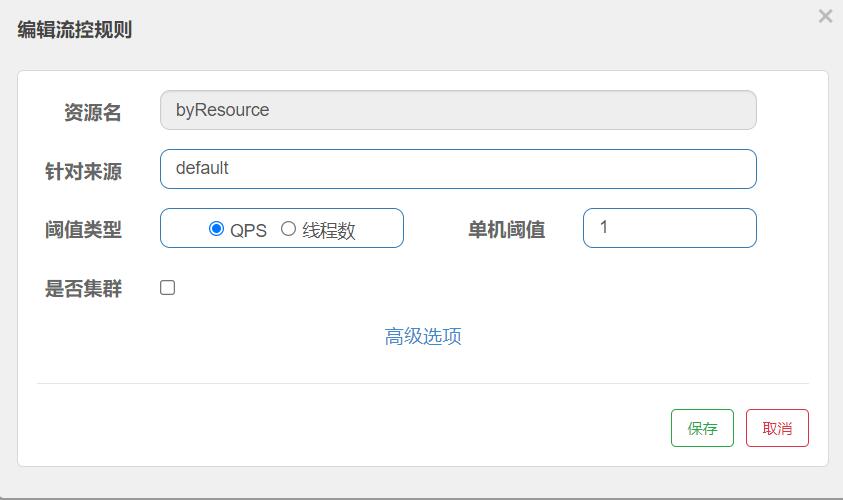 编辑流控规则
×
资源名 byResource
针对来源 default
阈值类型 QPS 线程数 单机阈值 1
是否集群
高级选项
保存 取消